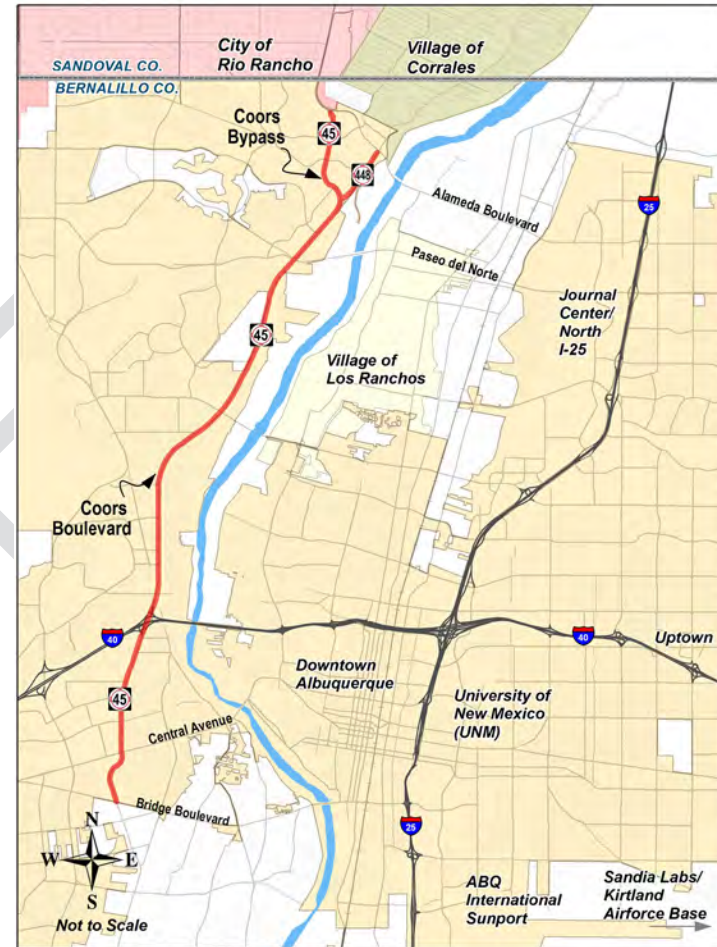 City of
Rio Rancho
Village of
Corrales
SANDOVAL CO.
BERNALILLO CO.
Coors
Bypass
45
448
Alameda Boulevard
25
Paseo del Norte
Journal
Center/
North
I-25
45
Village of
Los Ranchos
Coors
Boulevard
40
40
Uptown
Downtown
Albuquerque
45
University of
New Mexico
(UNM)
Central Avenue
Bridge Boulevard
25
N
W
E
S
Not to Scale
ABQ
International
Sunport
Sandia Labs/
Kirtland
Airforce Base